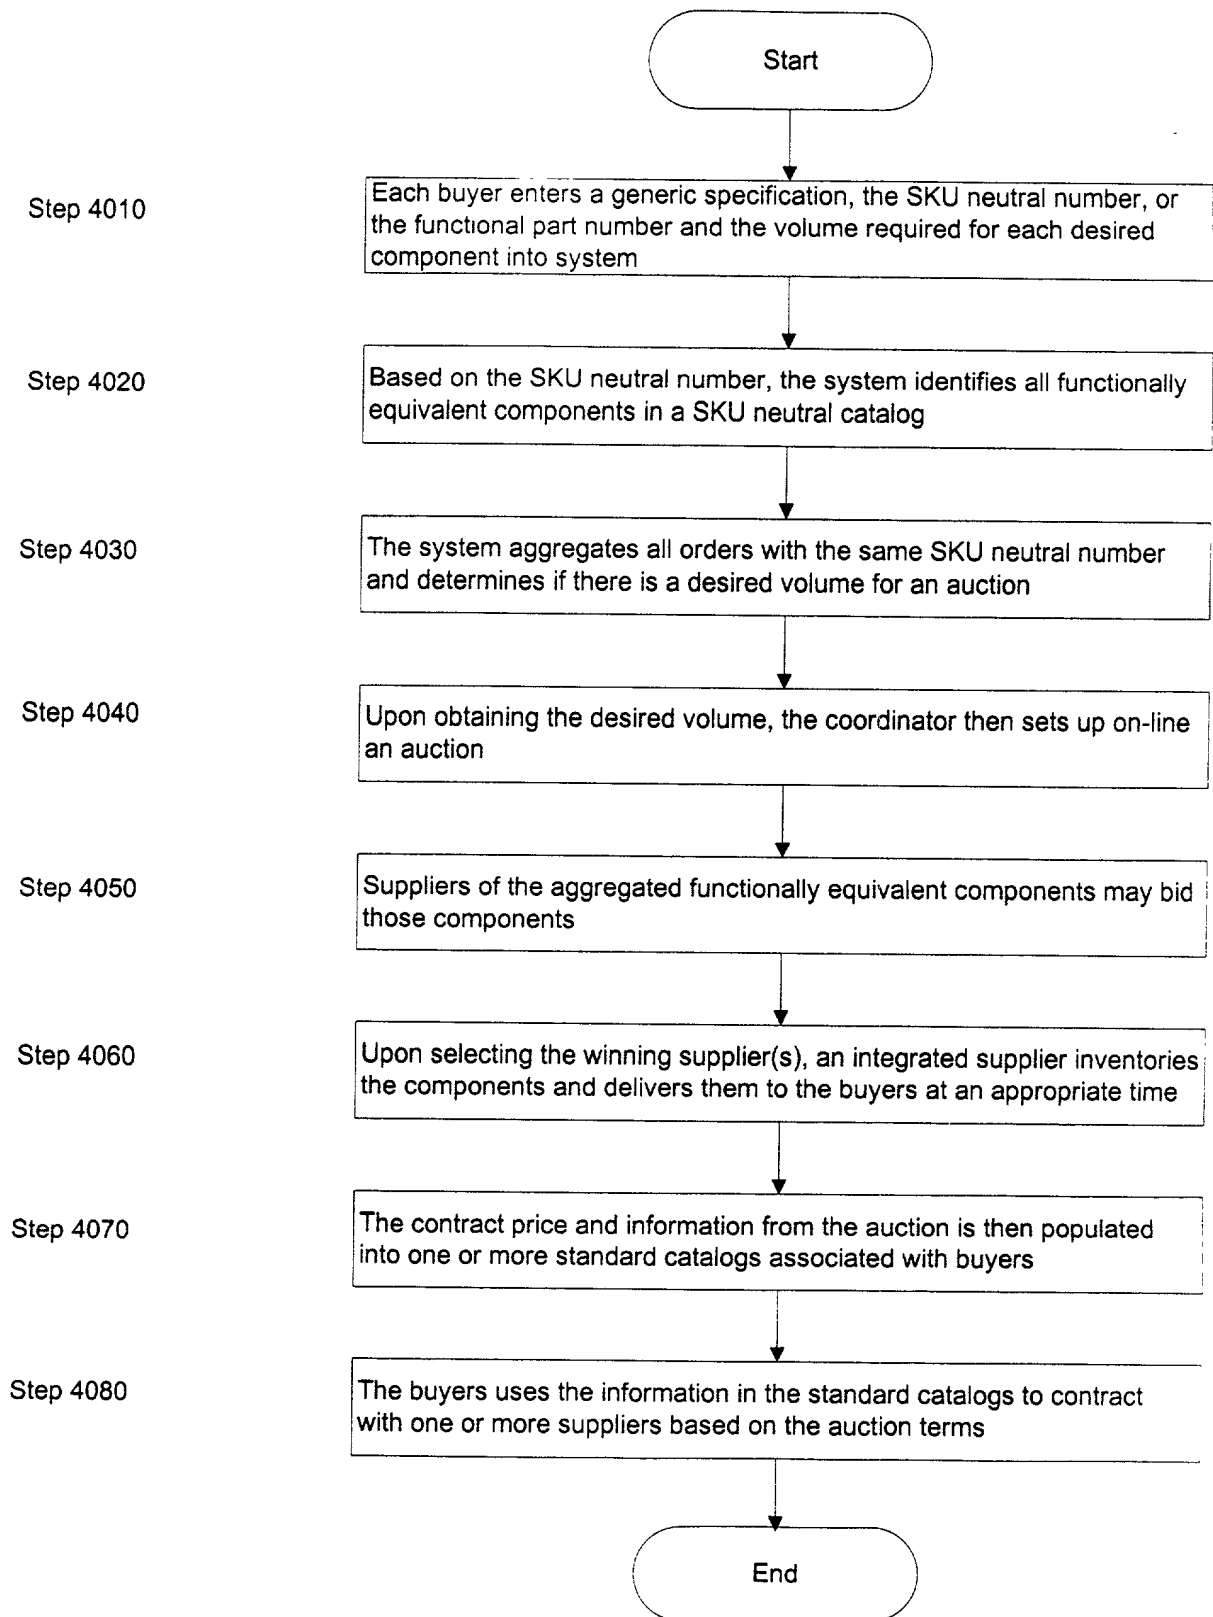 Start
Step 4010
Each buyer enters a generic specification, the SKU neutral number, or
the functional part number and the volume required for each desired
component into system
Step 4020
Based on the SKU neutral number, the system identifies all functionally
equivalent components in a SKU neutral catalog
Step 4030
The system aggregates all orders with the same SKU neutral number
and determines if there is a desired volume for an auction
Step 4040
Upon obtaining the desired volume, the coordinator then sets up on-line
an auction
Step 4050
Suppliers of the aggregated functionally equivalent components may bid
those components
Step 4060
Upon selecting the winning supplier(s), an integrated supplier inventories
the components and delivers them to the buyers at an appropriate time
Step 4070
The contract price and information from the auction is then populated
into one or more standard catalogs associated with buyers
Step 4080
The buyers uses the information in the standard catalogs to contract
with one or more suppliers based on the auction terms
End